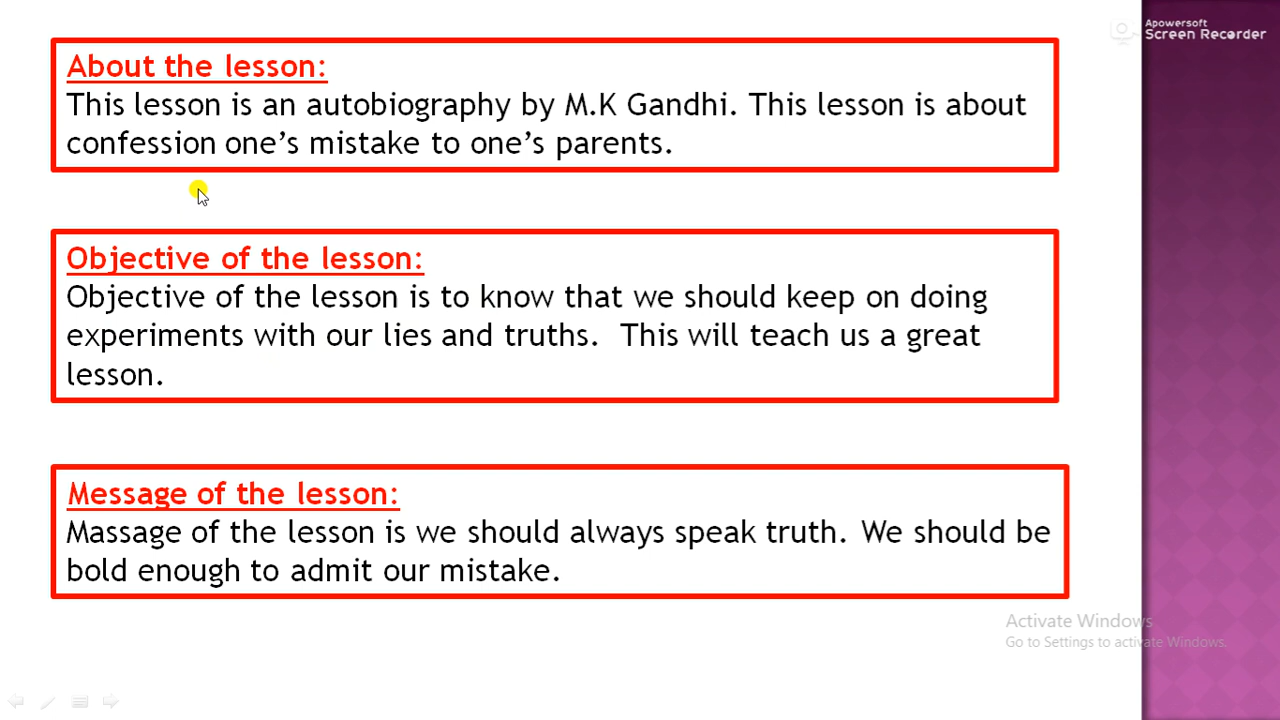 Apowersoft
Screen Recorder
About the lesson:
This lesson is an autobiography by M.K Gandhi. This lesson is about
confession one’s mistake to one’s parents.
Objective of the lesson:
Objective of the lesson is to know that we should keep on doing
experiments with our lies and truths.  This will teach us a great
lesson.
Message of the lesson:
Massage of the lesson is we should always speak truth. We should be
bold enough to admit our mistake.
Activate Windows
Go to Settings to activate Windows.